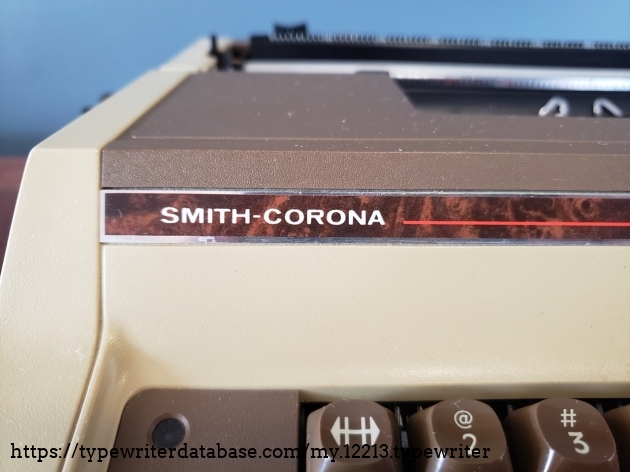 SMITH-CORONA
@ #
2 3
https://typewriterdatabase.com/my.12213.typewriter